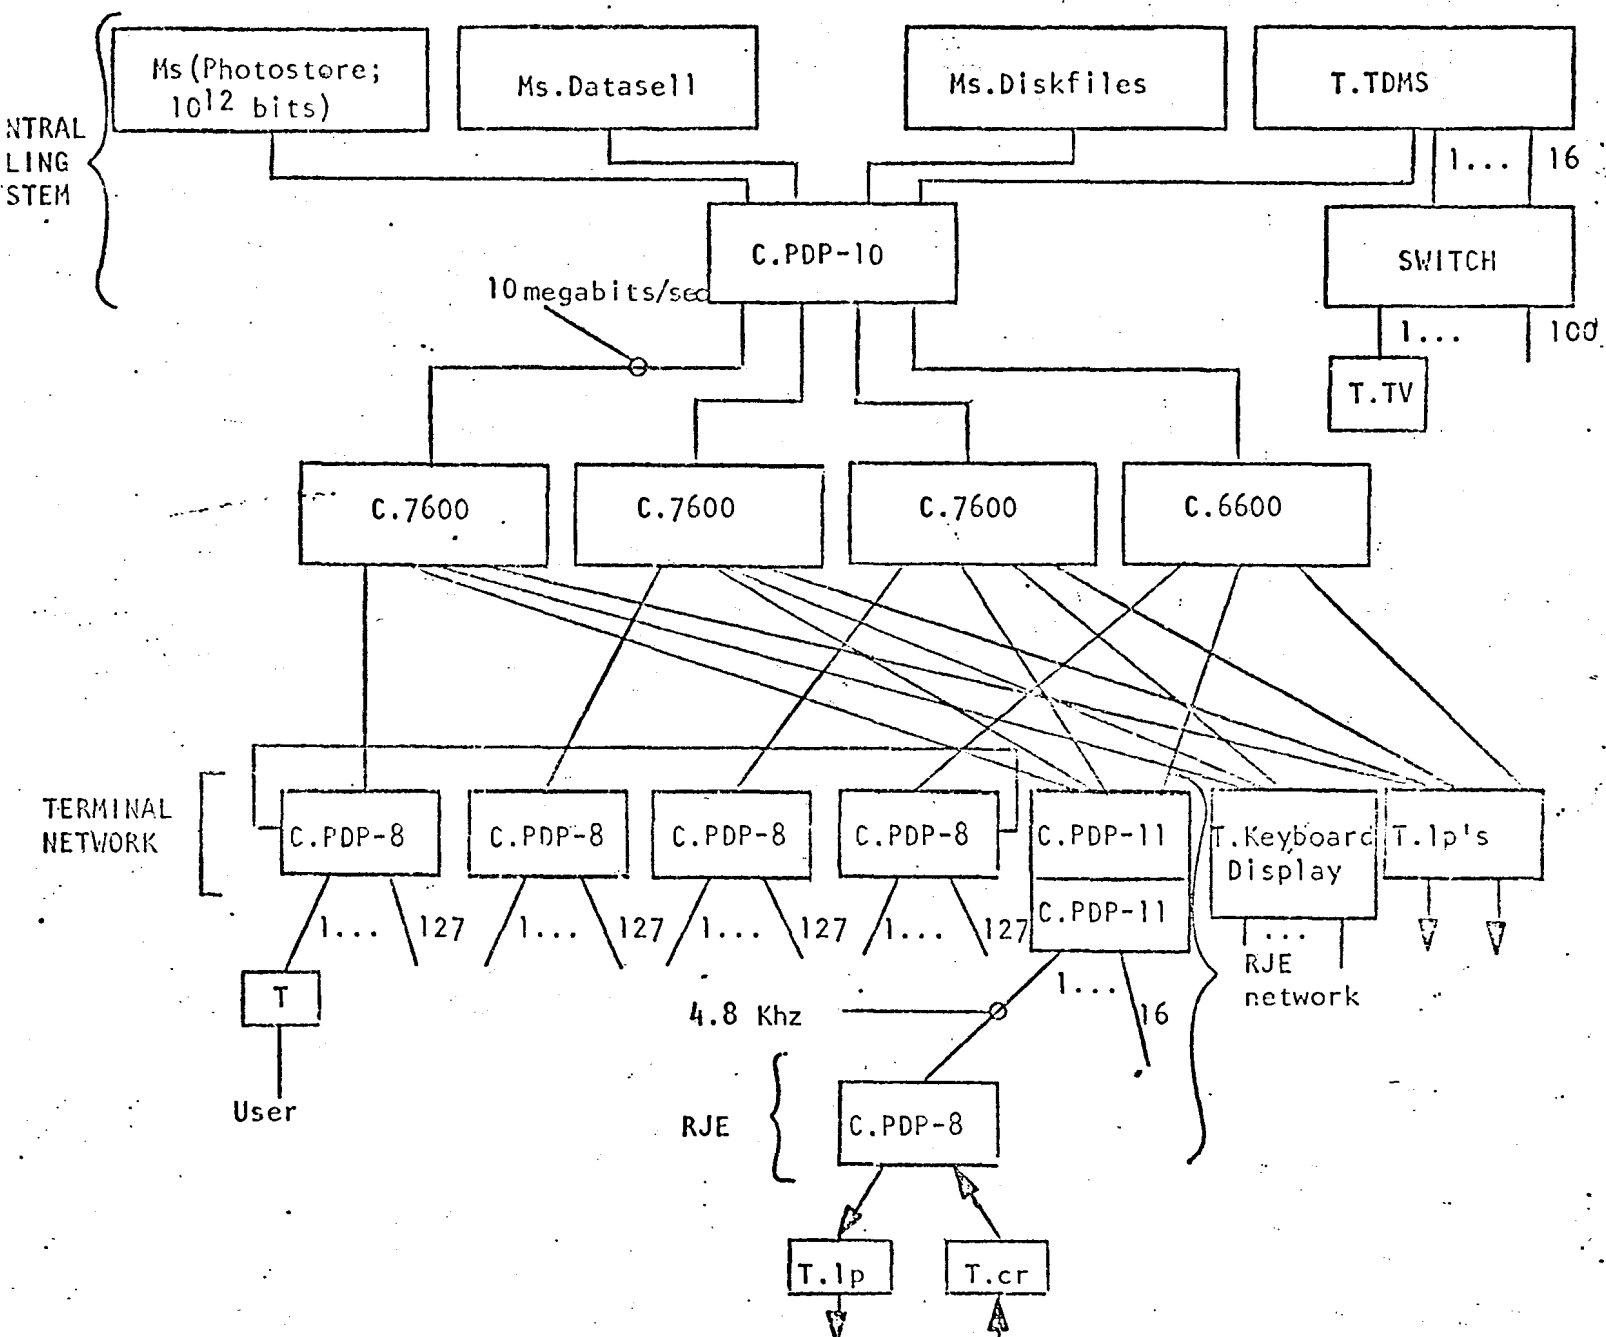 Ms(Photostore;
10¹² bits)
Ms.Datasell
Ms.Diskfiles
T.TDMS
NTRAL
LING
STEM
1... 16
C.PDP-10
SWITCH
10 megabits/sec
1... 100
T.TV
C.7600
C.7600
C.7600
C.6600
TERMINAL
NETWORK
C.PDP-8
C.PDP-8
C.PDP-8
C.PDP-8
C.PDP-11
C.PDP-11
T.Keyboard
Display
T.lp's
1... 127
1... 127
1... 127
1... 127
...
RJE
network
T
User
4.8 Khz
1...
16
RJE
C.PDP-8
T.lp
T.cr